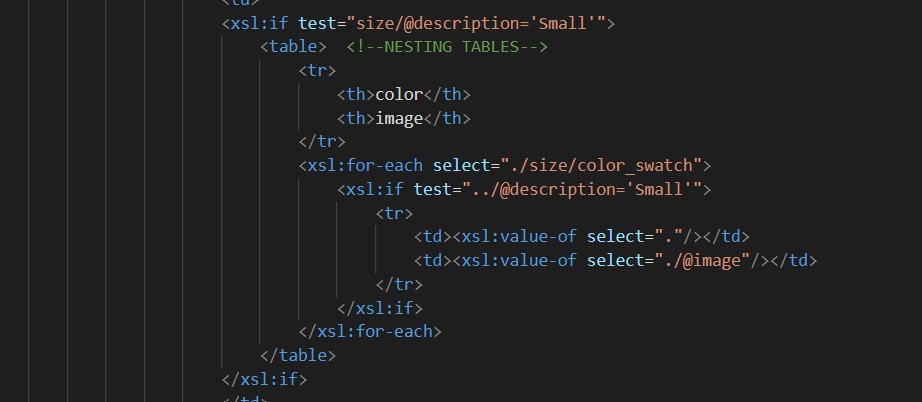 <td>
<xsl:if test="size/@description='Small'">
<table>  <!--NESTING TABLES-->
<tr>
<th>color</th>
<th>image</th>
</tr>
<xsl:for-each select="./size/color_swatch">
<xsl:if test="../@description='Small'">
<tr>
<td><xsl:value-of select="."/></td>
<td><xsl:value-of select="./@image"/></td>
</tr>
</xsl:if>
</xsl:for-each>
</table>
</xsl:if>
</td>